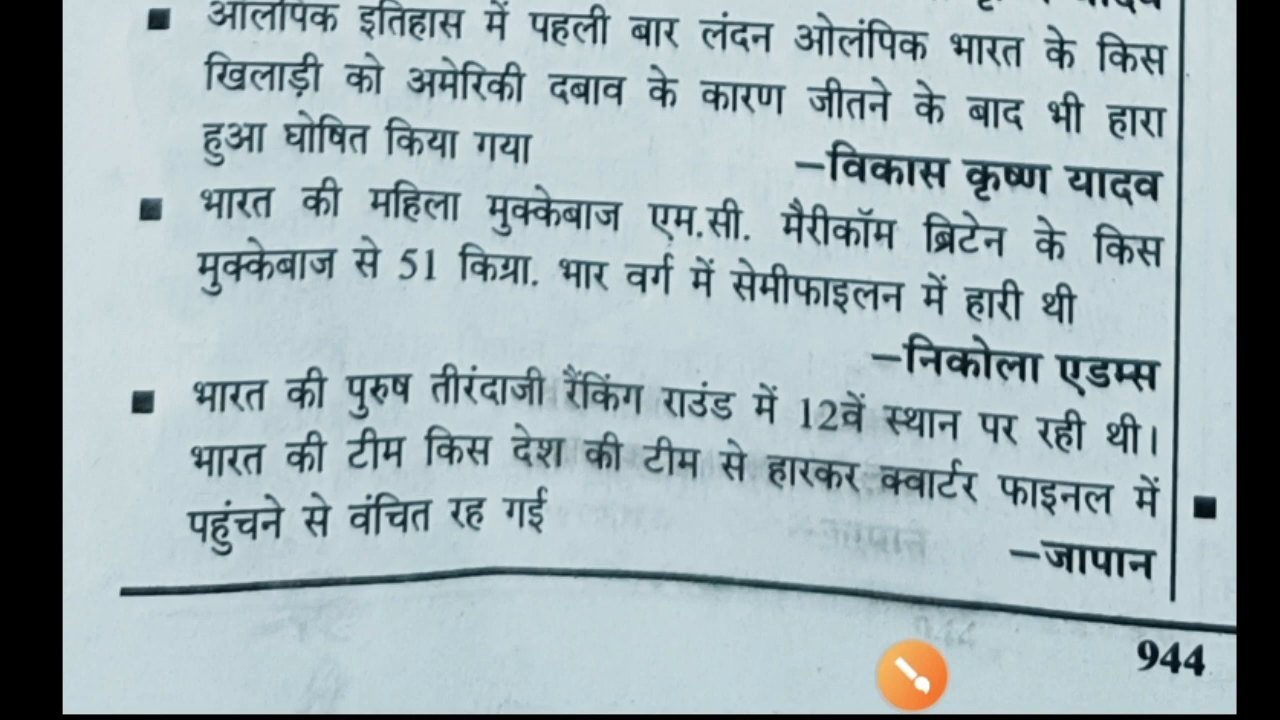 ■ ओलंपिक इतिहास में पहली बार लंदन ओलंपिक भारत के किस
खिलाड़ी को अमेरिकी दबाव के कारण जीतने के बाद भी हारा
हुआ घोषित किया गया
–विकास कृष्ण यादव
■ भारत की महिला मुक्केबाज एम.सी. मैरीकॉम ब्रिटेन के किस
मुक्केबाज से 51 किग्रा. भार वर्ग में सेमीफाइलन में हारी थी
–निकोला एडम्स
■ भारत की पुरुष तीरंदाजी रैंकिंग राउंड में 12वें स्थान पर रही थी।
भारत की टीम किस देश की टीम से हारकर क्वार्टर फाइनल में
पहुंचने से वंचित रह गई
–जापान
944